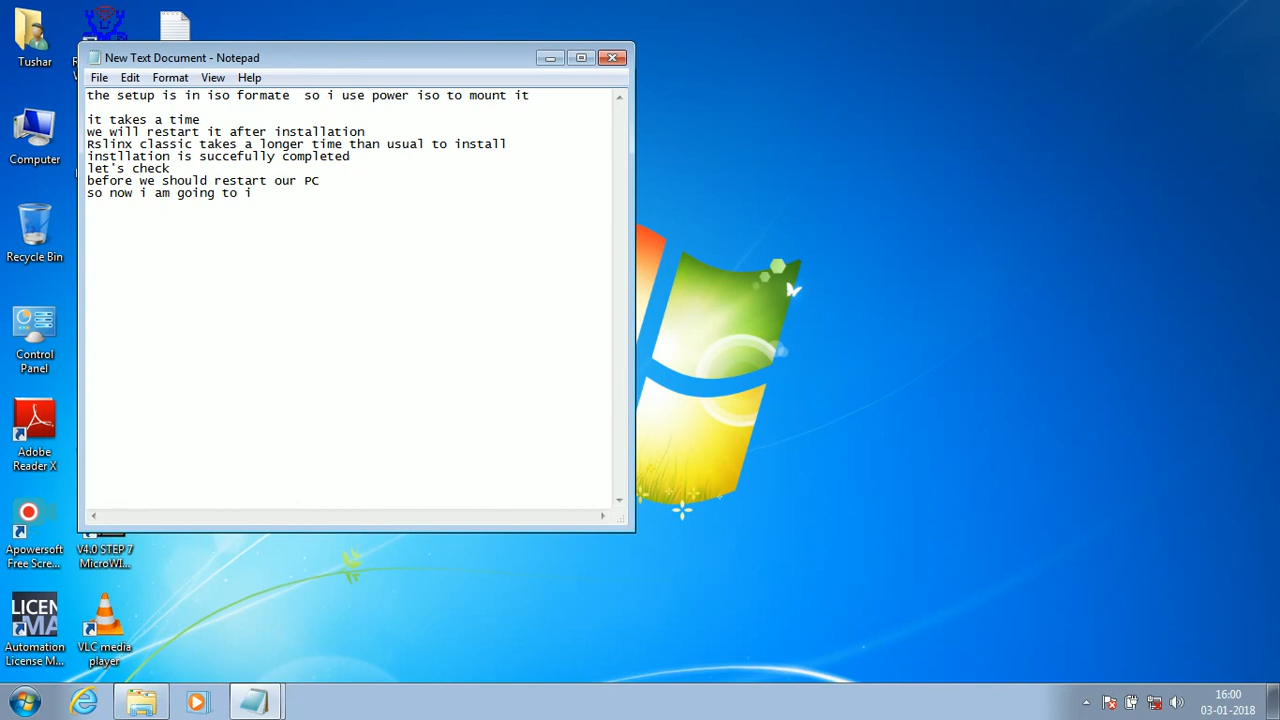 Tushar
New Text Document - Notepad
File Edit Format View Help
the setup is in iso formate  so i use power iso to mount it
it takes a time
we will restart it after installation
Rslinx classic takes a longer time than usual to install
instllation is succefully completed
let's check
before we should restart our PC
so now i am going to i
Computer
Recycle Bin
Control
Panel
Adobe
Reader X
Apowersoft
Free Scre...
V4.0 STEP 7
MicroWI...
LICEN
MA
Automation
License M...
VLC media
player
16:00
03-01-2018